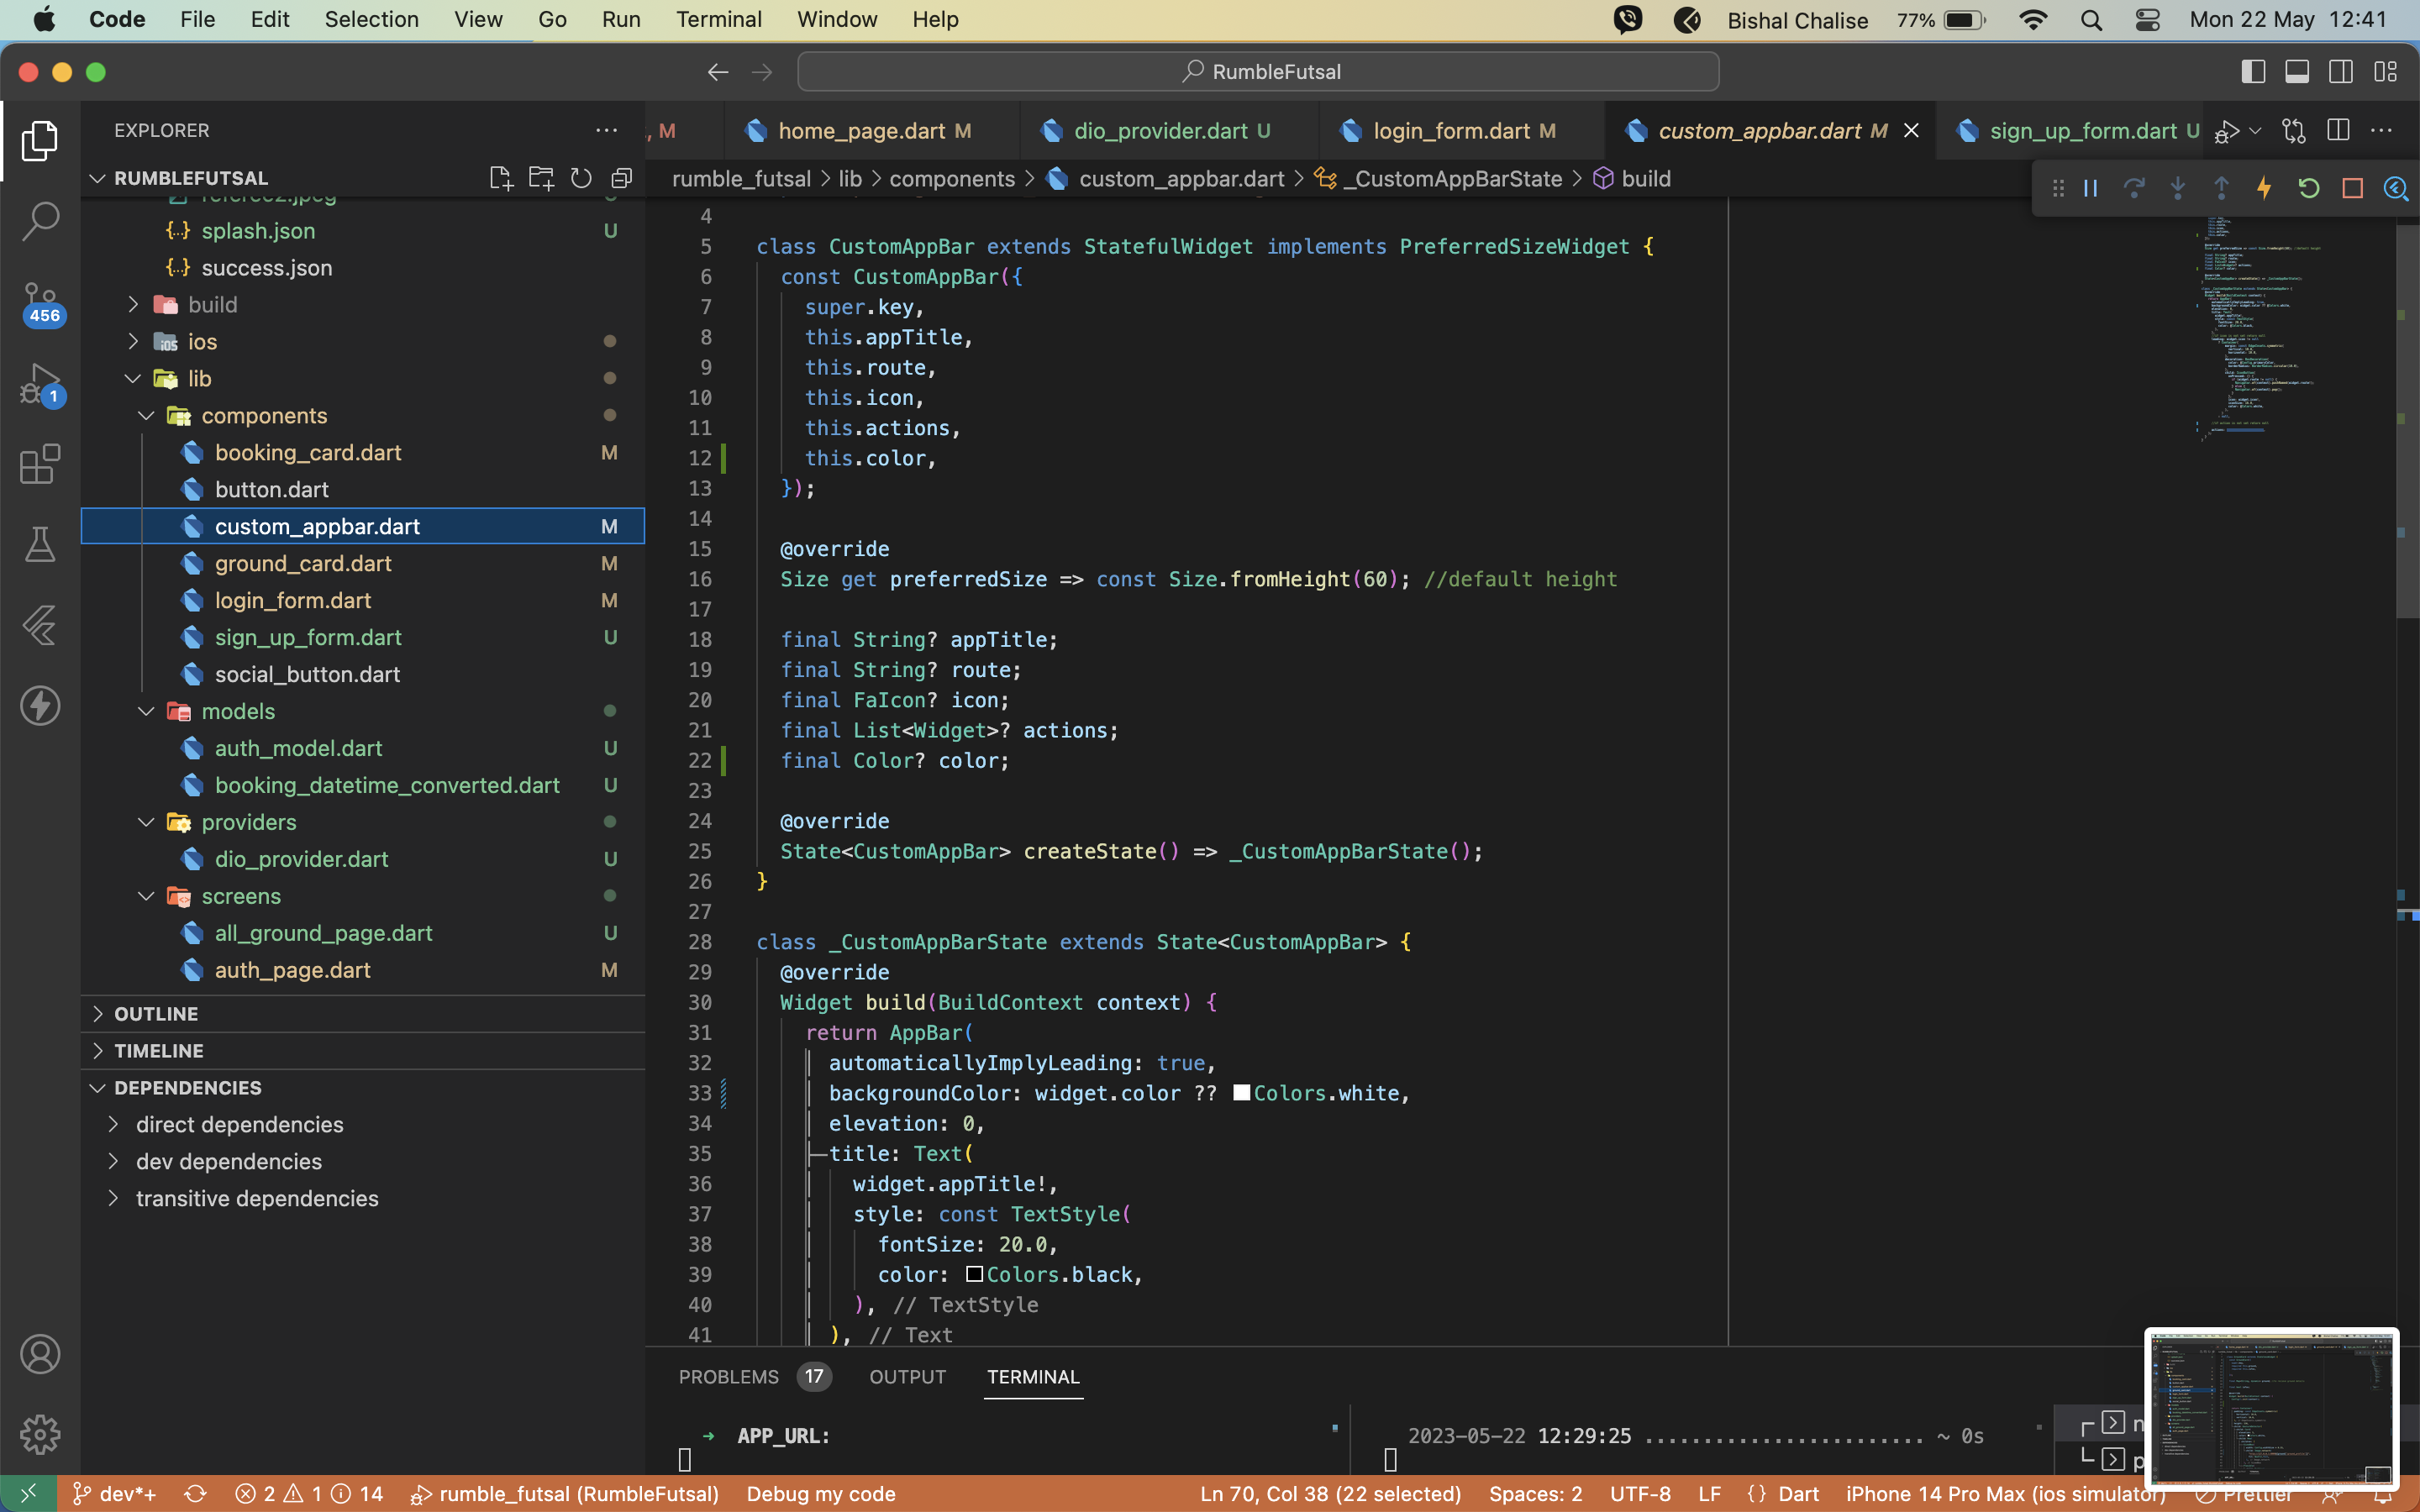 Code File Edit Selection View Go Run Terminal Window Help Bishal Chalise 77% Mon 22 May 12:41
RumbleFutsal
EXPLORER
RUMBLEFUTSAL
referee2.jpeg
splash.json U
success.json
build
ios
lib
components
booking_card.dart M
button.dart
custom_appbar.dart M
ground_card.dart M
login_form.dart M
sign_up_form.dart U
social_button.dart
models
auth_model.dart U
booking_datetime_converted.dart U
providers
dio_provider.dart U
screens
all_ground_page.dart U
auth_page.dart M
OUTLINE
TIMELINE
DEPENDENCIES
direct dependencies
dev dependencies
transitive dependencies
456
1
M home_page.dart M dio_provider.dart U login_form.dart M custom_appbar.dart M sign_up_form.dart U
rumble_futsal > lib > components > custom_appbar.dart > _CustomAppBarState > build
4
5 class CustomAppBar extends StatefulWidget implements PreferredSizeWidget {
6 const CustomAppBar({
7 super.key,
8 this.appTitle,
9 this.route,
10 this.icon,
11 this.actions,
12 this.color,
13 });
14
15 @override
16 Size get preferredSize => const Size.fromHeight(60); //default height
17
18 final String? appTitle;
19 final String? route;
20 final FaIcon? icon;
21 final List<Widget>? actions;
22 final Color? color;
23
24 @override
25 State<CustomAppBar> createState() => _CustomAppBarState();
26 }
27
28 class _CustomAppBarState extends State<CustomAppBar> {
29 @override
30 Widget build(BuildContext context) {
31 return AppBar(
32 automaticallyImplyLeading: true,
33 backgroundColor: widget.color ?? Colors.white,
34 elevation: 0,
35 title: Text(
36 widget.appTitle!,
37 style: const TextStyle(
38 fontSize: 20.0,
39 color: Colors.black,
40 ), // TextStyle
41 ), // Text
PROBLEMS 17 OUTPUT TERMINAL
➜ APP_URL:
2023-05-22 12:29:25 ....................... ~ 0s
n
p
dev*+ 2 1 14 rumble_futsal (RumbleFutsal) Debug my code Ln 70, Col 38 (22 selected) Spaces: 2 UTF-8 LF {} Dart iPhone 14 Pro Max (ios simulator) Prettier